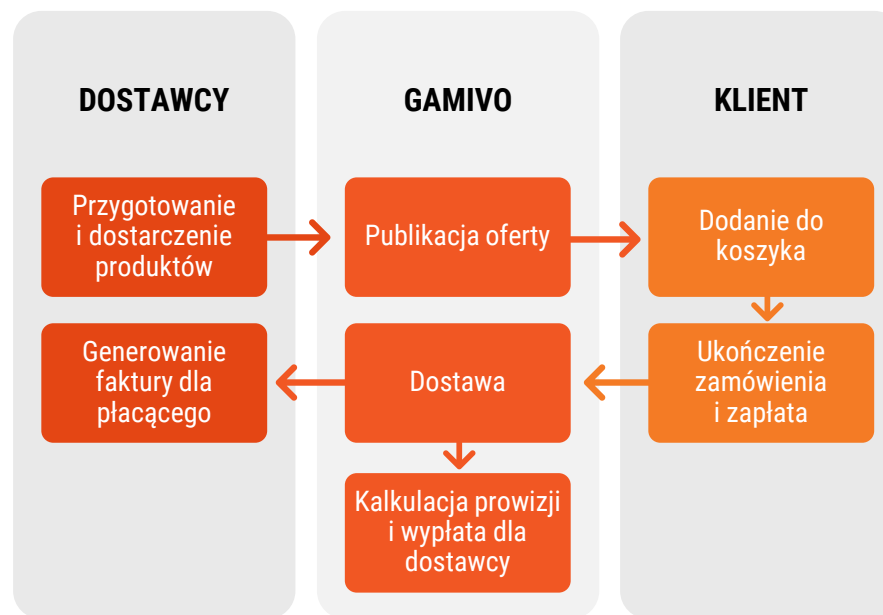 DOSTAWCY
GAMIVO
KLIENT
Przygotowanie
i dostarczenie
produktów
Publikacja oferty
Dodanie do
koszyka
Generowanie
faktury dla
płacącego
Dostawa
Ukończenie
zamówienia
i zapłata
Kalkulacja prowizji
i wypłata dla
dostawcy